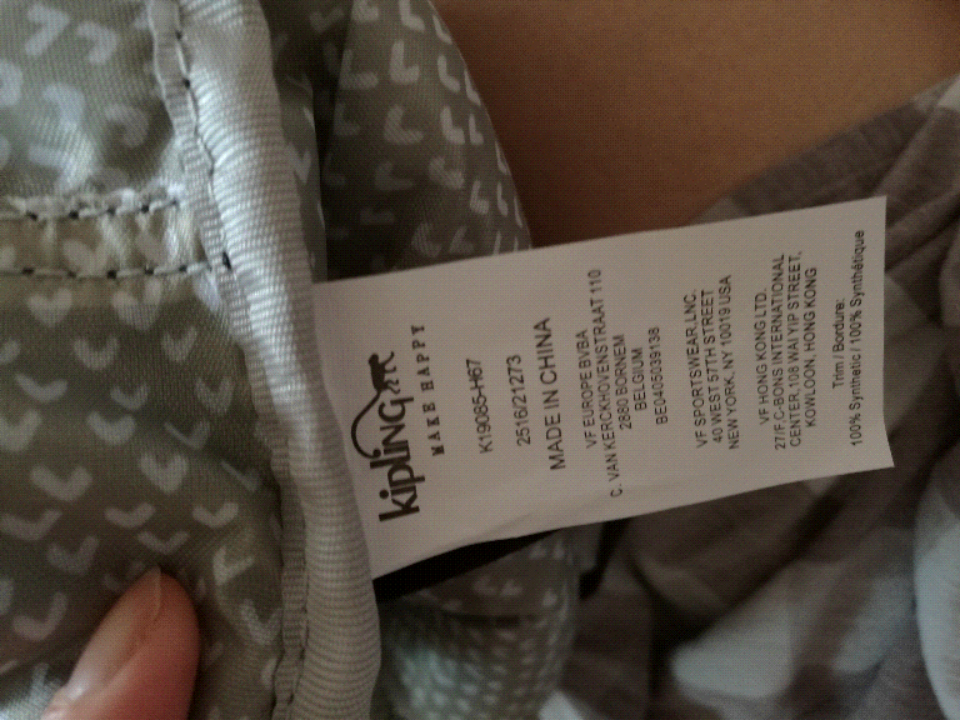 kipling
MAKE HAPPY
K19085-H67
2516/21273
MADE IN CHINA
VF EUROPE BVBA
C. VAN KERCKHOVENSTRAAT 110
2880 BORNEM
BELGIUM
BE0405039138
VF SPORTSWEAR,LNC.
40 WEST 57TH STREET
NEW YORK, NY 10019 USA
VF HONG KONG LTD.
27/F,C-BONS INTERNATIONAL
CENTER,108 WAI YIP STREET,
KOWLOON, HONG KONG
Trim / Bordure:
100% Synthetic / 100% Synthétique